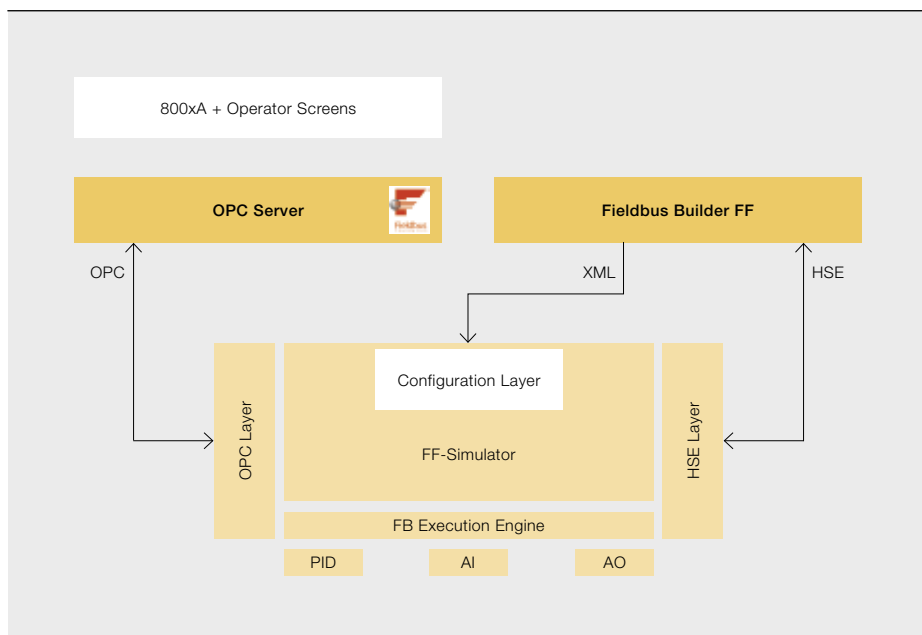 800xA + Operator Screens
OPC Server
Fieldbus
Fieldbus Builder FF
OPC
XML
HSE
Configuration Layer
OPC Layer
FF-Simulator
HSE Layer
FB Execution Engine
PID
AI
AO